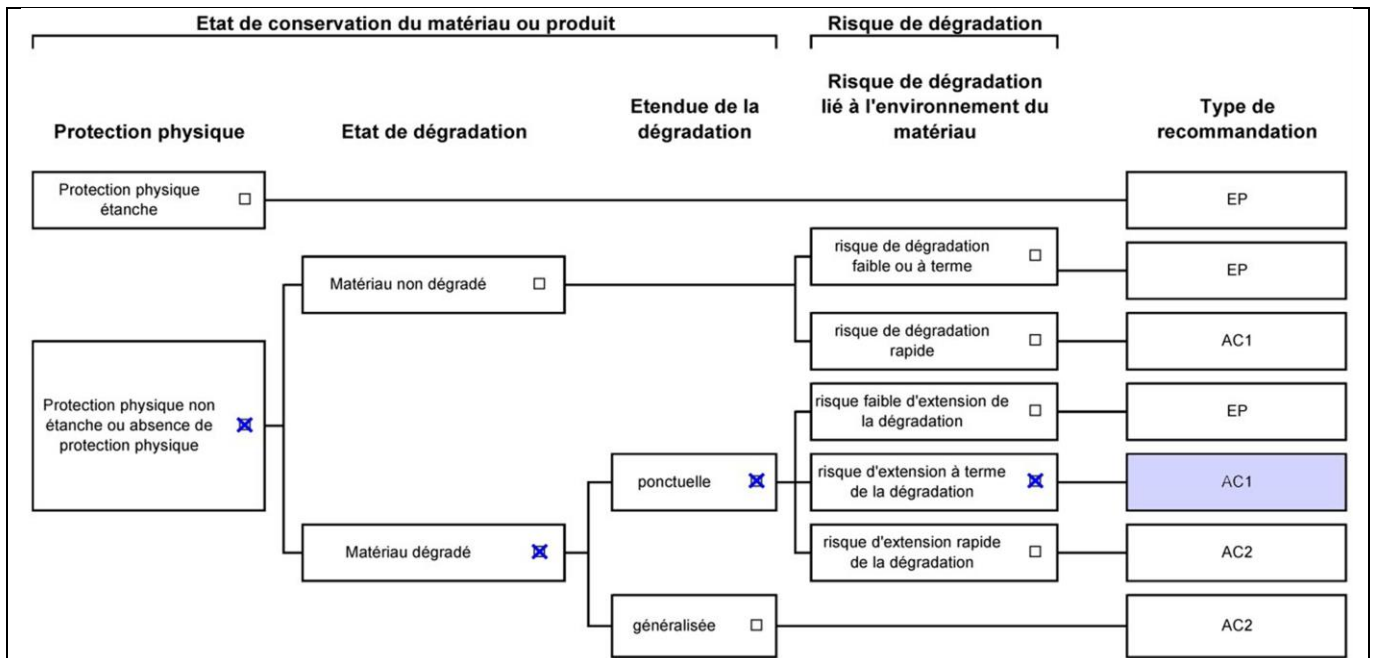 Etat de conservation du matériau ou produit
Risque de dégradation
Protection physique
Etat de dégradation
Etendue de la
dégradation
Risque de dégradation
lié à l'environnement du
matériau
Type de
recommandation
Protection physique
étanche
EP
risque de dégradation
faible ou à terme
EP
Matériau non dégradé
risque de dégradation
rapide
AC1
Protection physique non
étanche ou absence de
protection physique
risque faible d'extension de
la dégradation
EP
ponctuelle
risque d'extension à terme
de la dégradation
AC1
Matériau dégradé
risque d'extension rapide
de la dégradation
AC2
généralisée
AC2